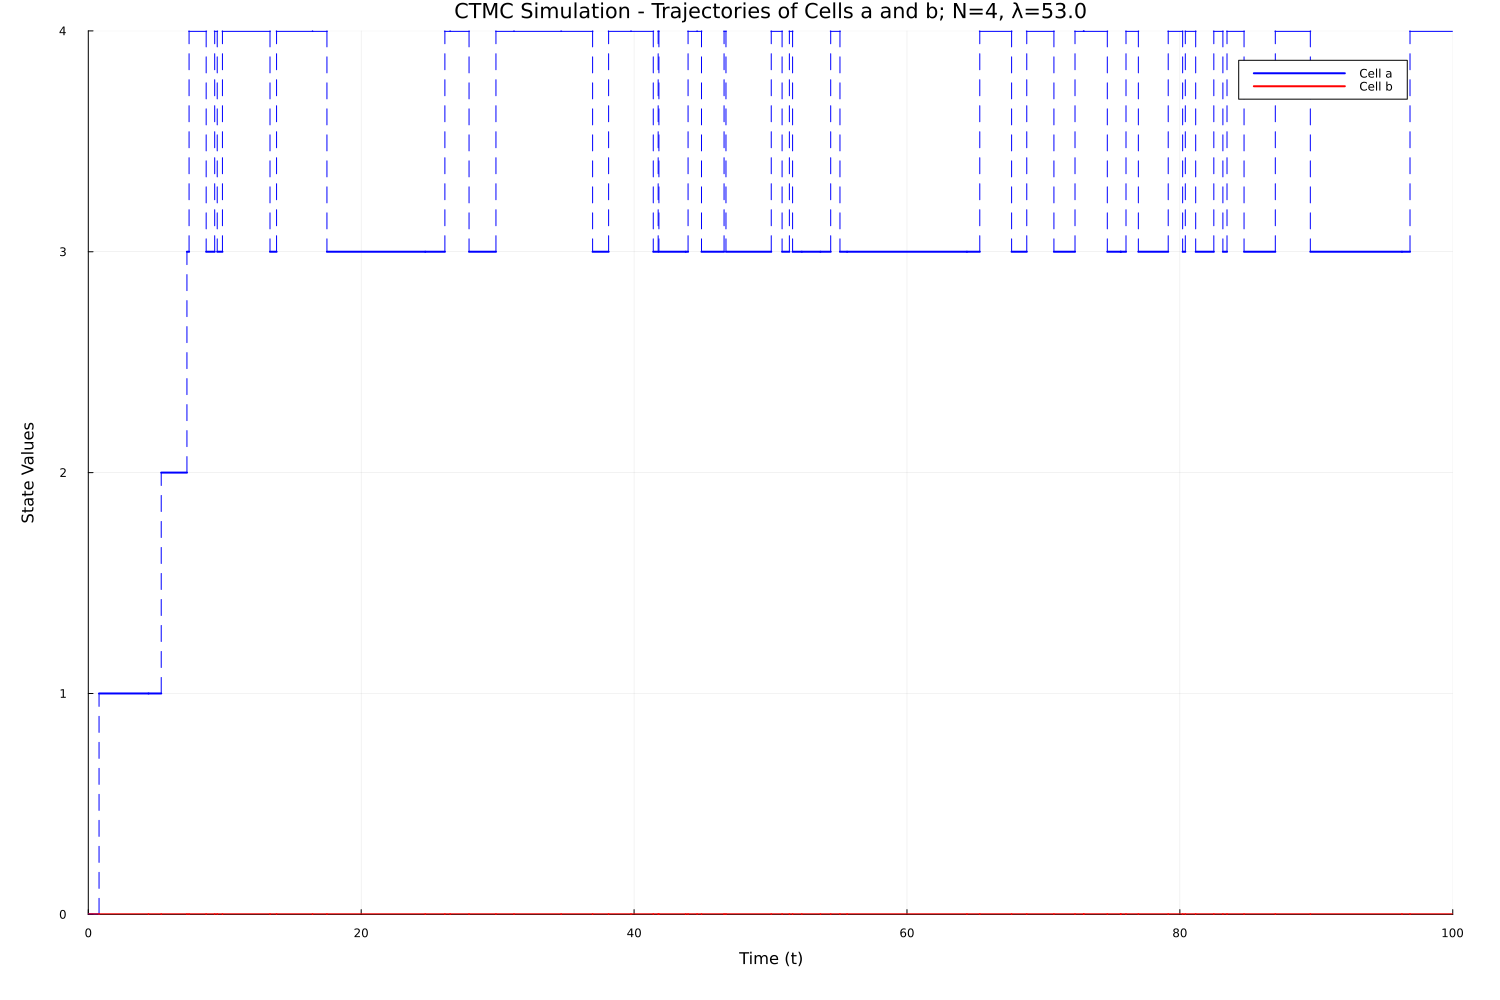 CTMC Simulation - Trajectories of Cells a and b; N=4, λ=53.0
4
Cell a
Cell b
3
State Values
2
1
0
0 20 40 60 80 100
Time (t)